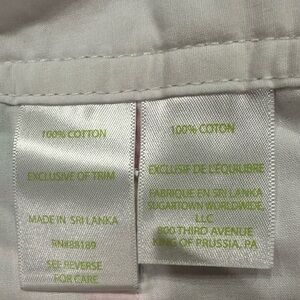 100% COTTON
EXCLUSIVE OF TRIM
MADE IN SRI LANKA
RN#88189
SEE REVERSE
FOR CARE
100% COTON
EXCLUSIF DE L'EQUILIBRE
FABRIQUE EN SRI LANKA
SUGARTOWN WORLDWIDE,
LLC
800 THIRD AVENUE
KING OF PRUSSIA, PA